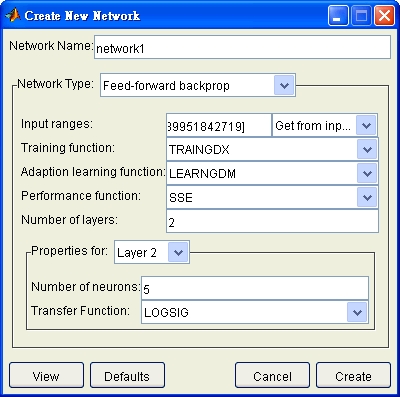 Create New Network
Network Name: network1
Network Type: Feed-forward backprop
Input ranges: 39951842719] Get from inp...
Training function: TRAINGDX
Adaption learning function: LEARNGDM
Performance function: SSE
Number of layers: 2
Properties for: Layer 2
Number of neurons: 5
Transfer Function: LOGSIG
View Defaults Cancel Create